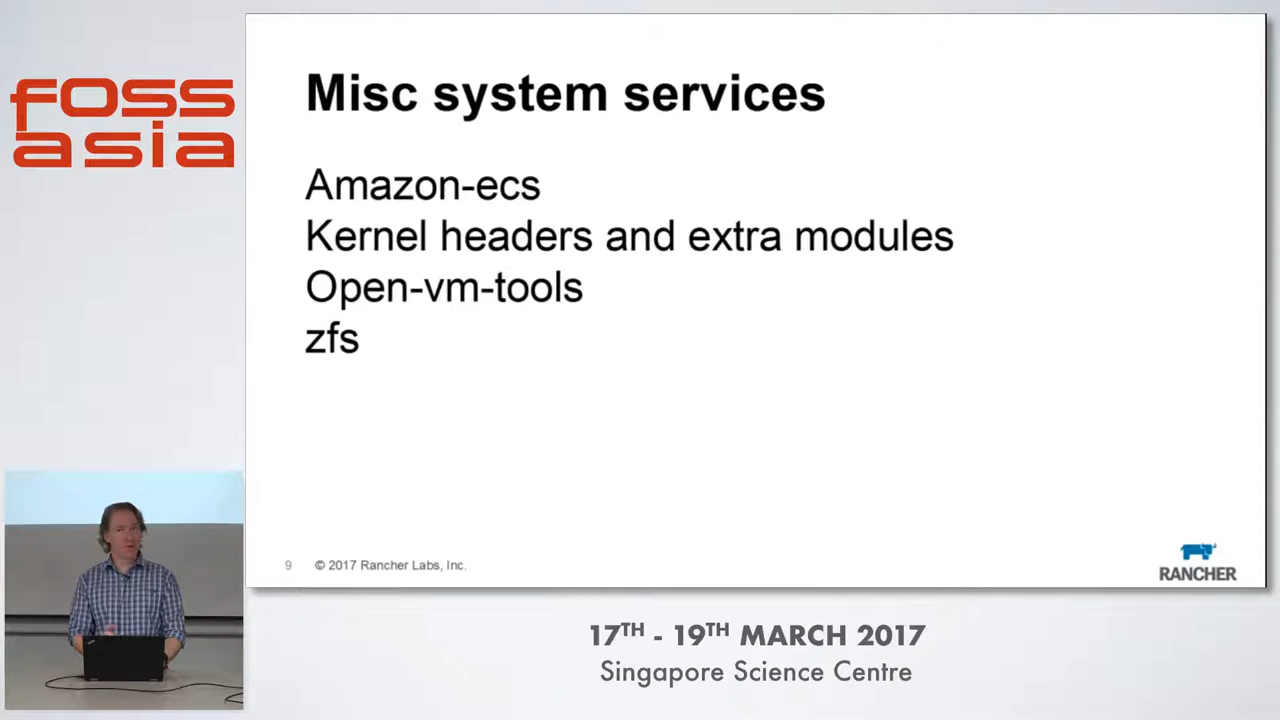 foss
asia
Misc system services
Amazon-ecs
Kernel headers and extra modules
Open-vm-tools
zfs
9 © 2017 Rancher Labs, Inc.
RANCHER
17TH - 19TH MARCH 2017
Singapore Science Centre